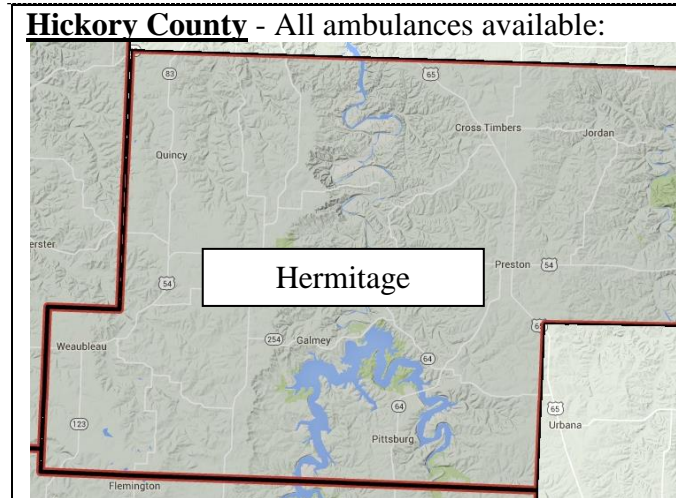 Hickory County - All ambulances available:
83
65
Cross Timbers
Jordan
Quincy
erster
Hermitage
Preston 54
54
65
254 Galmey
Weaubleau
64
64
65
123
Urbana
Pittsburg
Flemington